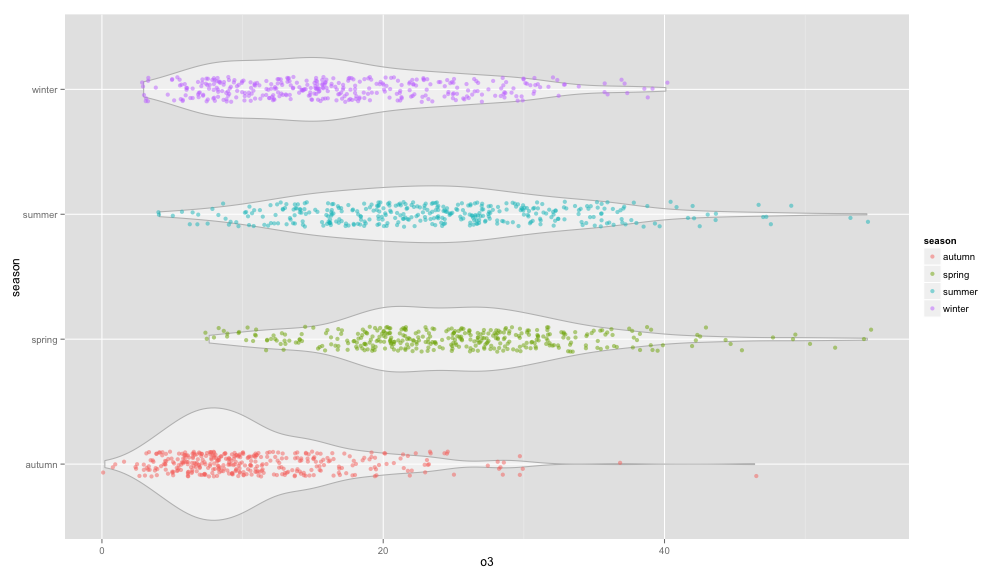 winter
summer
spring
autumn
season
0
20
40
o3
season
autumn
spring
summer
winter